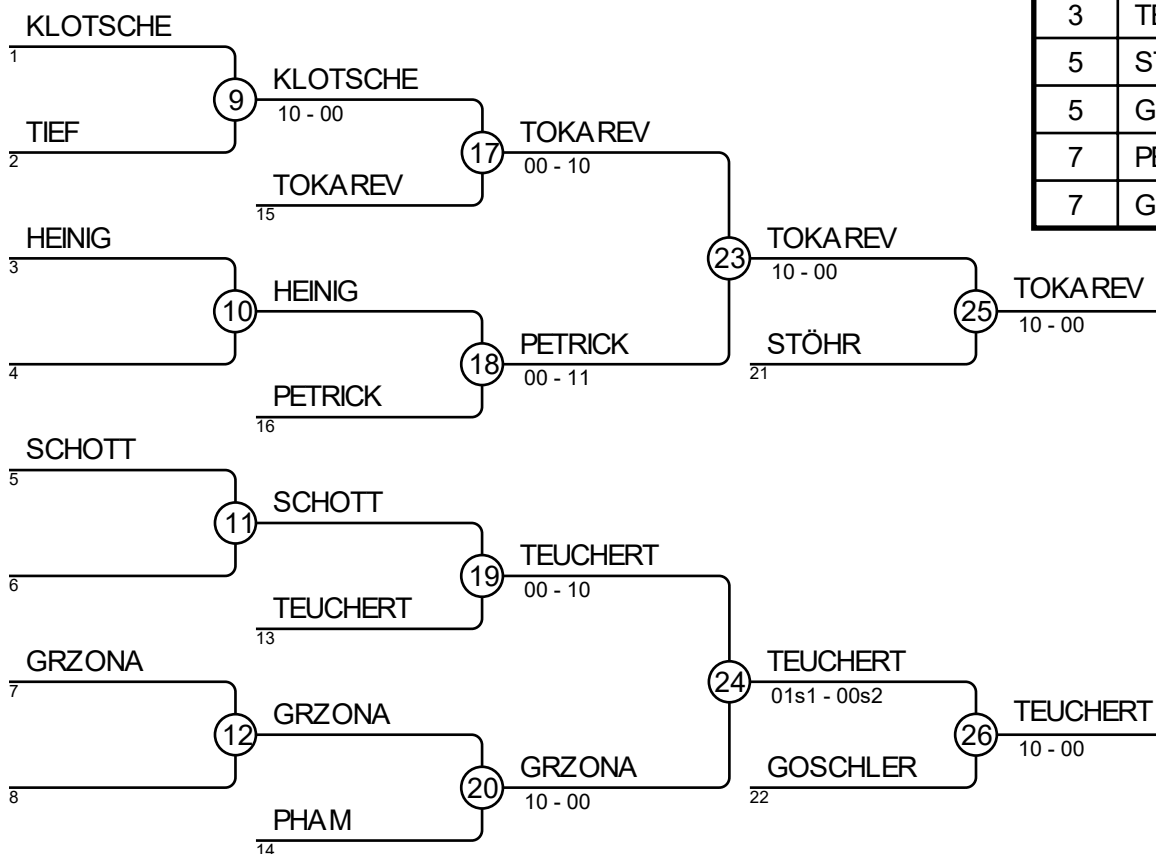 KLOTSCHE
1
9
KLOTSCHE
10 - 00
TIEF
2
17
TOKAREV
00 - 10
TOKAREV
15
HEINIG
3
23
TOKAREV
10 - 00
10
HEINIG
25
TOKAREV
10 - 00
4
18
PETRICK
00 - 11
STÖHR
21
PETRICK
16
SCHOTT
5
11
SCHOTT
6
19
TEUCHERT
00 - 10
TEUCHERT
13
GRZONA
7
24
TEUCHERT
01s1 - 00s2
12
GRZONA
26
TEUCHERT
10 - 00
8
20
GRZONA
10 - 00
GOSCHLER
22
PHAM
14
3
5
5 G
7
7 G